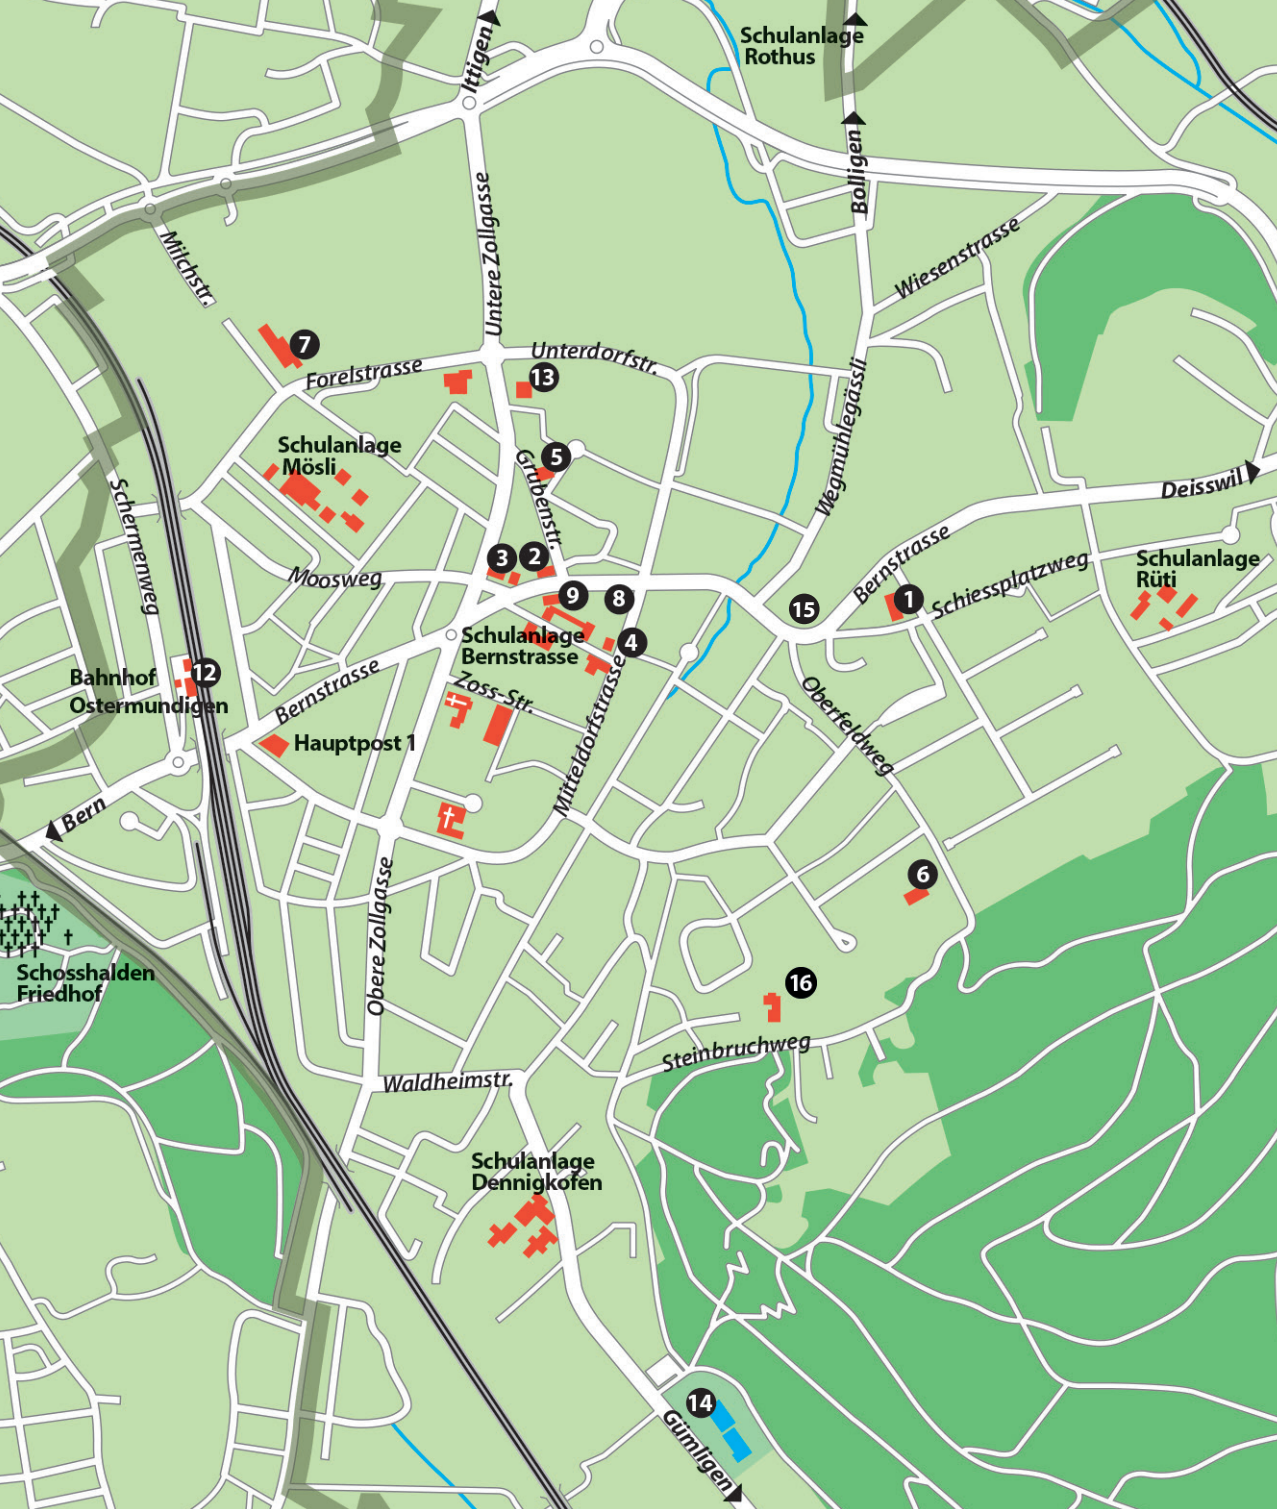 Ittigen
Schulanlage
Rothus
Bolligen
Untere Zollgasse
Milchstr.
Wiesenstrasse
7
Forelstrasse
Unterdorfstr.
13
Wegmühlegässli
Schulanlage
Mösli
5
Grubenstr.
Deisswil
Schermenweg
Moosweg
3
2
Bernstrasse
Schiessplatzweg
Schulanlage
Rüti
9
8
15
1
Schulanlage
Bernstrasse
4
12
Bahnhof
Ostermundigen
Bernstrasse
Zoss-Str.
Mitteldorfstrasse
Oberfeldweg
Hauptpost 1
Bern
6
Obere Zollgasse
Schosshalden
Friedhof
16
Steinbruchweg
Waldheimstr.
Schulanlage
Dennigkofen
14
Gümligen